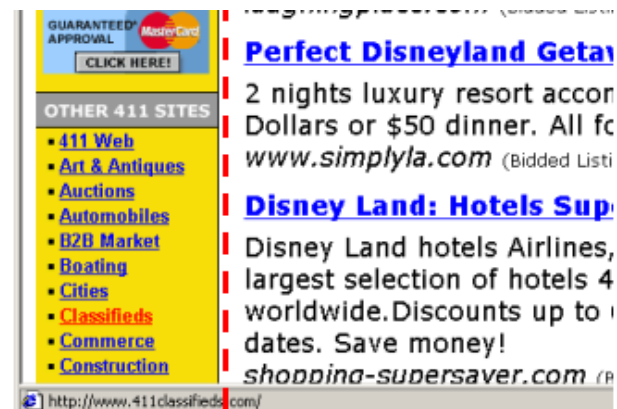 GUARANTEED*
APPROVAL
MasterCard
CLICK HERE!
OTHER 411 SITES
411 Web
Art & Antiques
Auctions
Automobiles
B2B Market
Boating
Cities
Classifieds
Commerce
Construction
Perfect Disneyland Geta
2 nights luxury resort accor
Dollars or $50 dinner. All fo
www.simplyla.com (Bidded Listi
Disney Land: Hotels Sup
Disney Land hotels Airlines,
largest selection of hotels 4
worldwide.Discounts up to
dates. Save money!
shopping-supersaver.com (B
http://www.411classifieds.com/